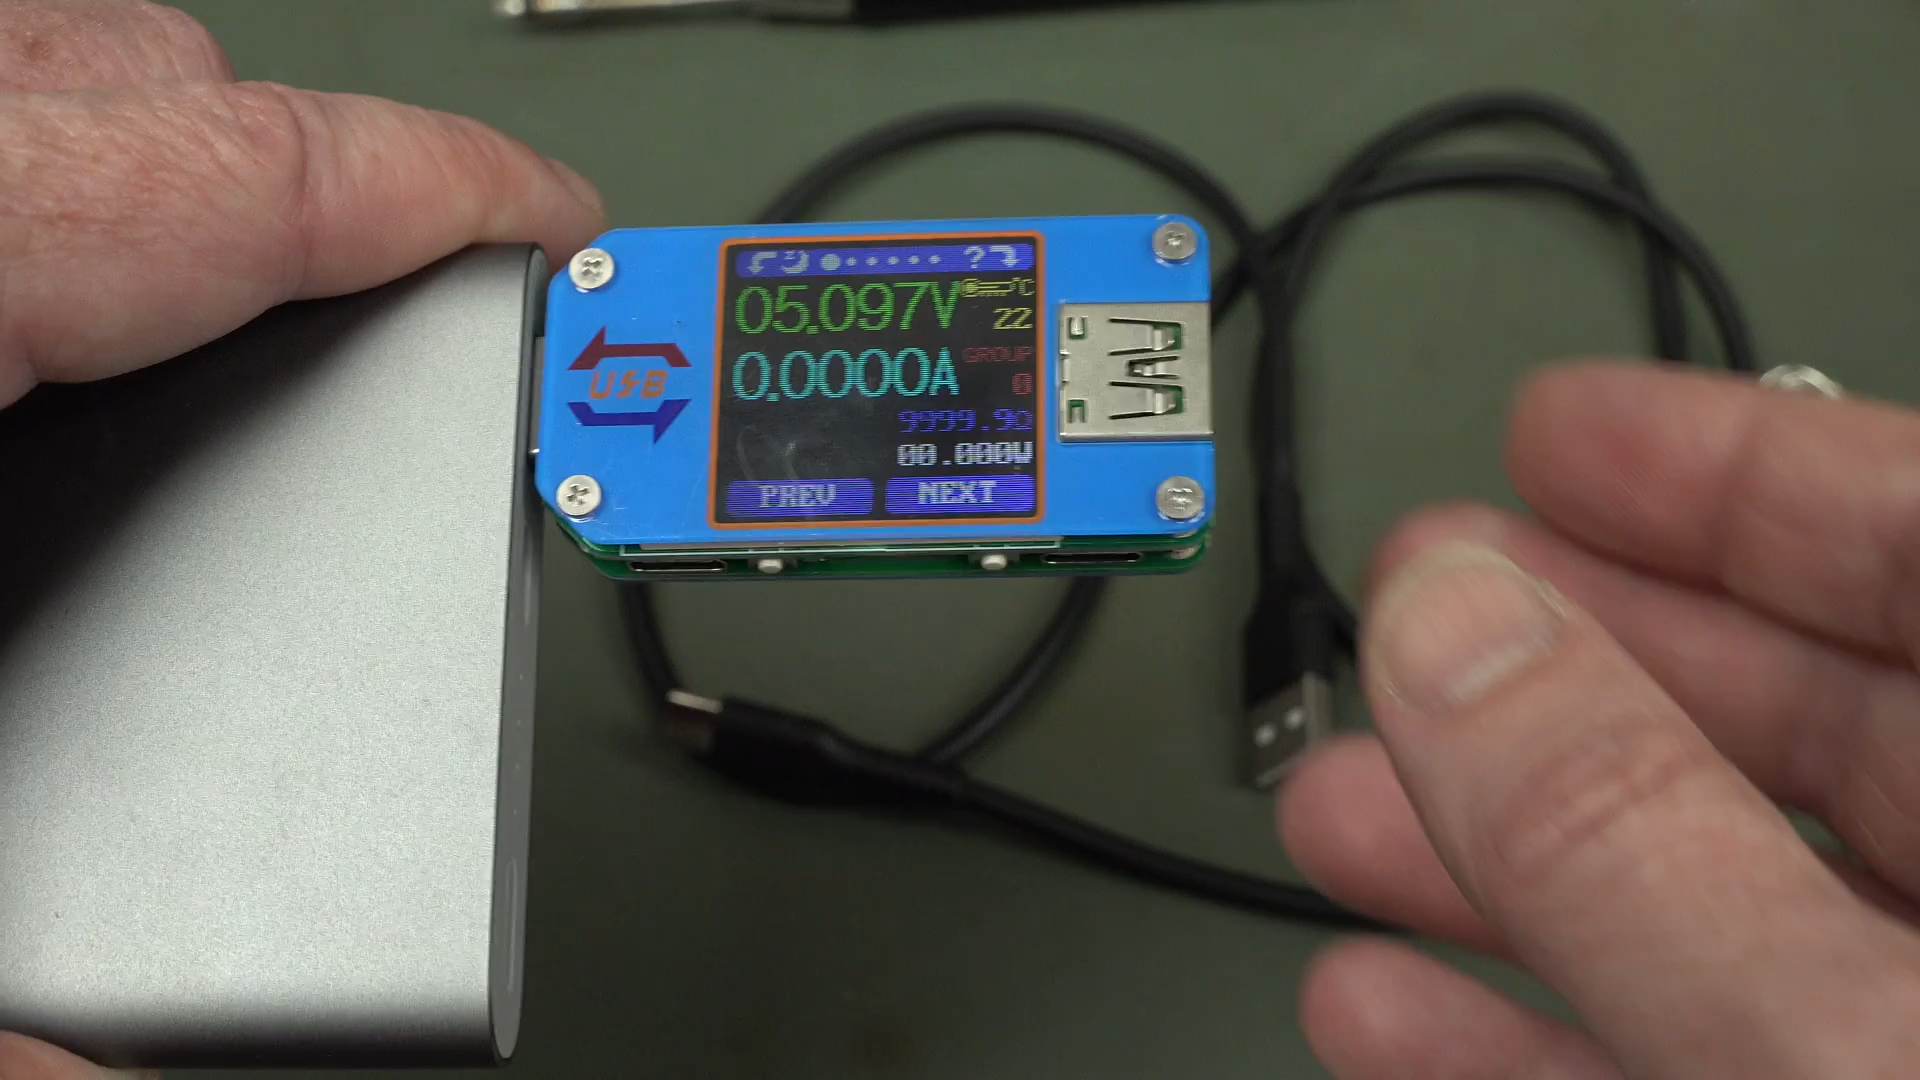 USB
?
05.097V °C
22
0.0000A GROUP
0
9999.9Ω
00.000W
PREV NEXT